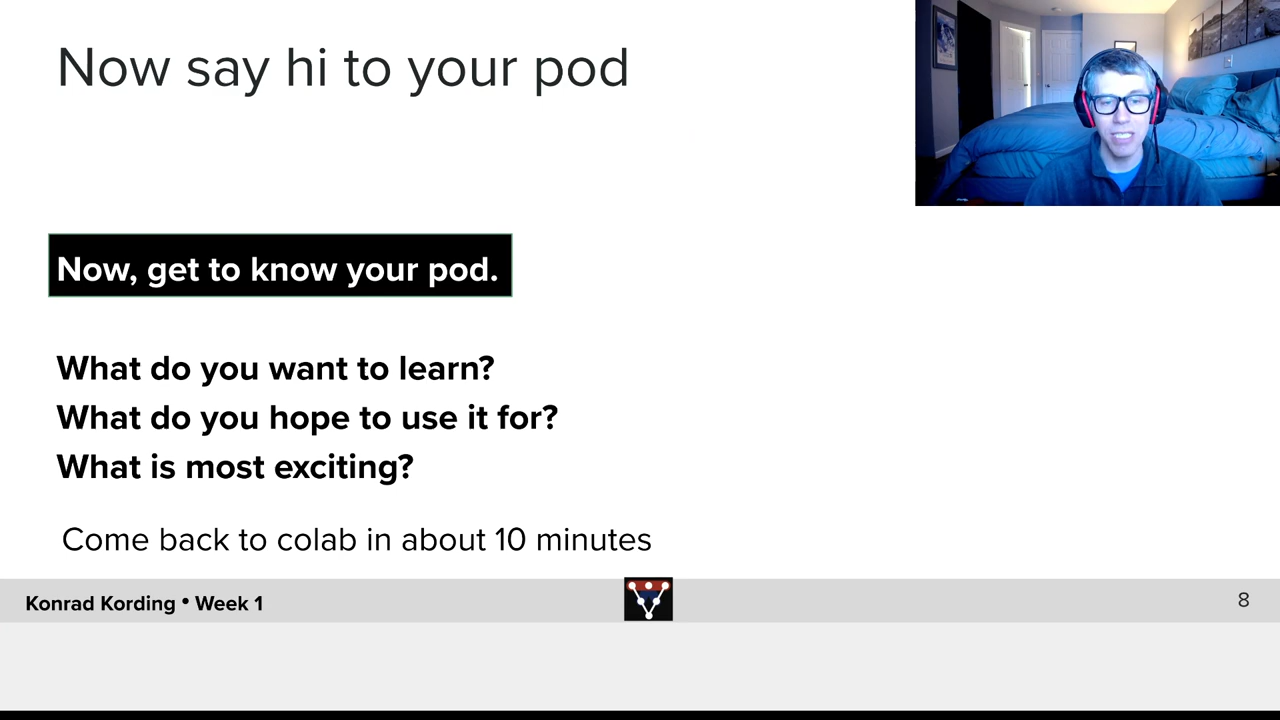 Now say hi to your pod
Now, get to know your pod.
What do you want to learn?
What do you hope to use it for?
What is most exciting?
Come back to colab in about 10 minutes
Konrad Kording • Week 1
8